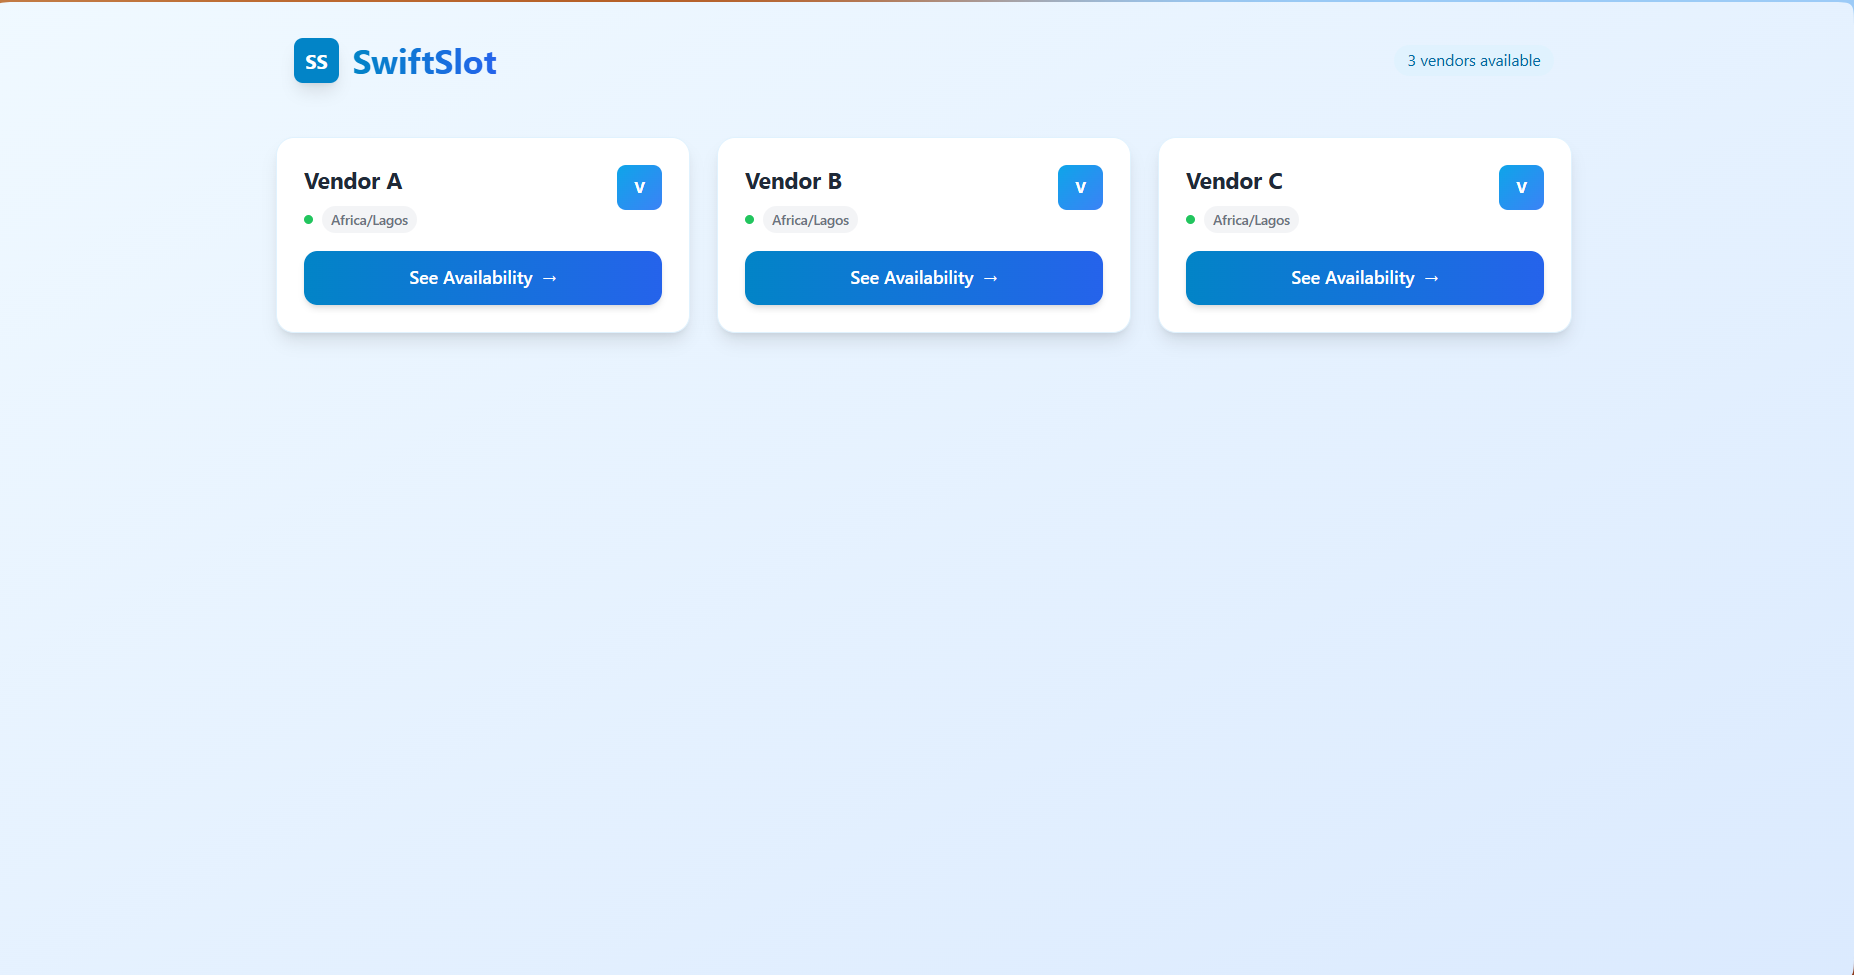 SS SwiftSlot
3 vendors available
Vendor A
V
Africa/Lagos
See Availability →
Vendor B
V
Africa/Lagos
See Availability →
Vendor C
V
Africa/Lagos
See Availability →